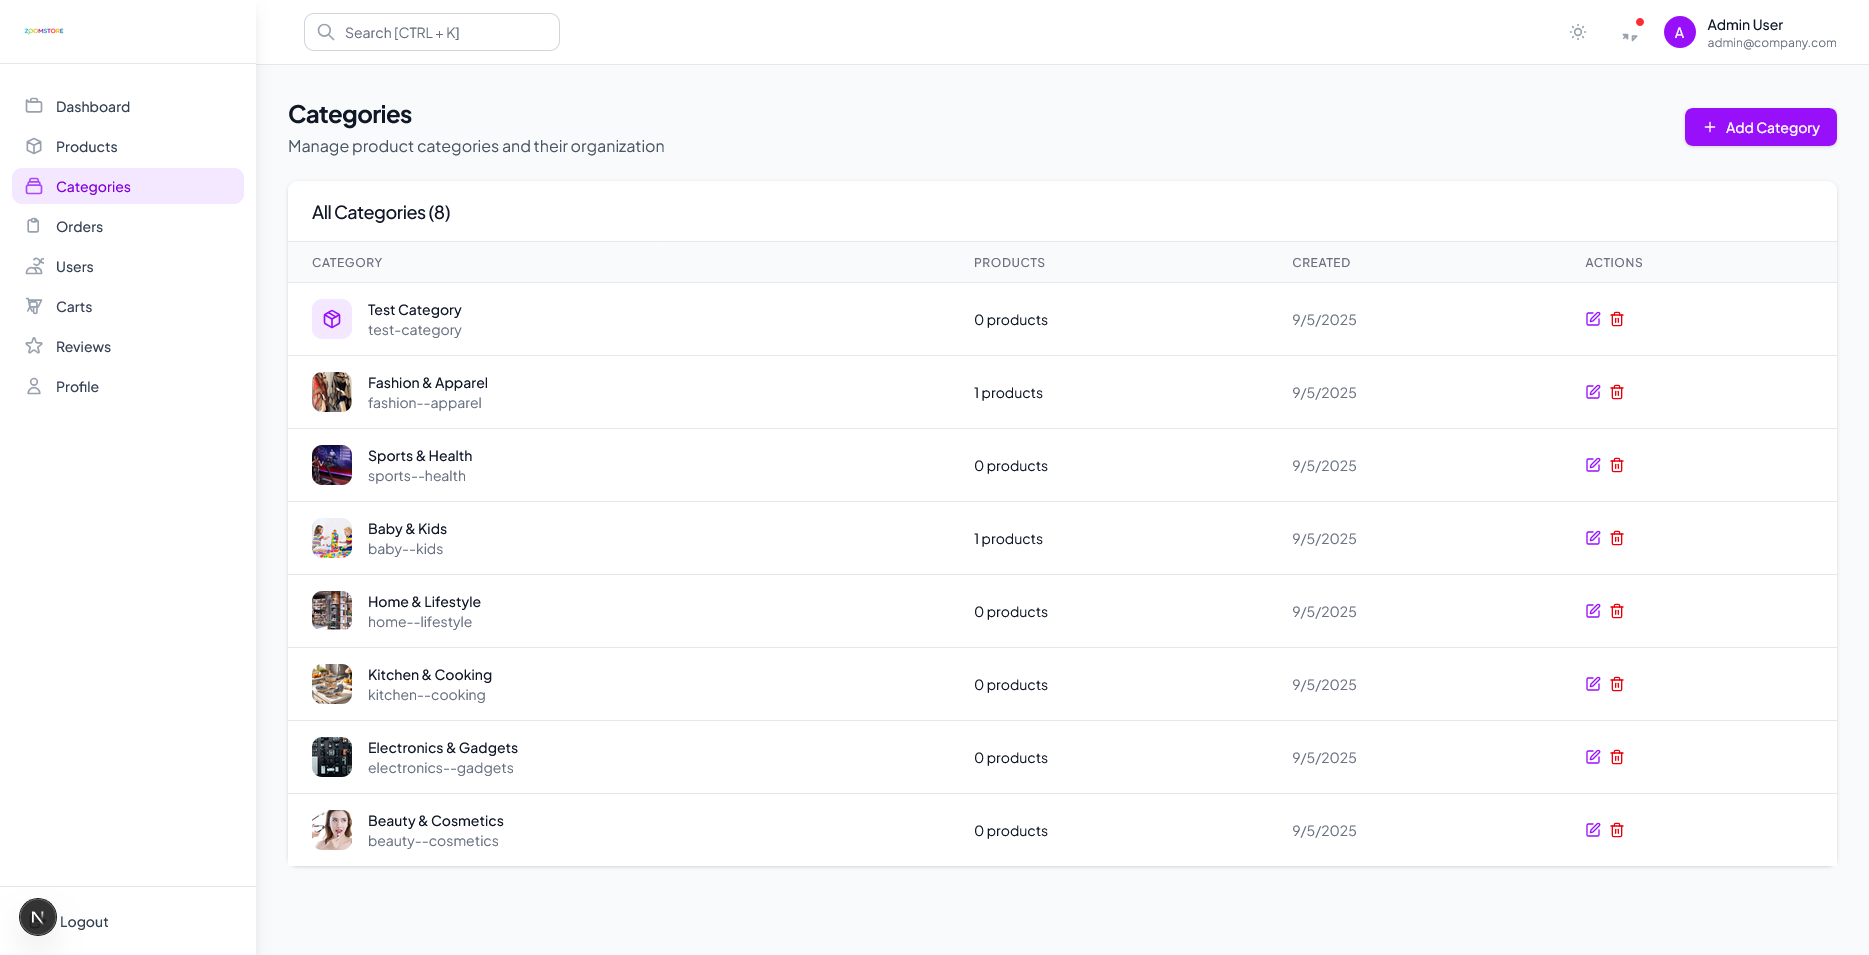 ZOOMSTORE
Search [CTRL + K]
A
Admin User
admin@company.com
Dashboard
Products
Categories
Orders
Users
Carts
Reviews
Profile
N
Logout
Categories
Manage product categories and their organization
+ Add Category
All Categories (8)
CATEGORY PRODUCTS CREATED ACTIONS
Test Category
test-category
0 products
9/5/2025
Fashion & Apparel
fashion--apparel
1 products
9/5/2025
Sports & Health
sports--health
0 products
9/5/2025
Baby & Kids
baby--kids
1 products
9/5/2025
Home & Lifestyle
home--lifestyle
0 products
9/5/2025
Kitchen & Cooking
kitchen--cooking
0 products
9/5/2025
Electronics & Gadgets
electronics--gadgets
0 products
9/5/2025
Beauty & Cosmetics
beauty--cosmetics
0 products
9/5/2025